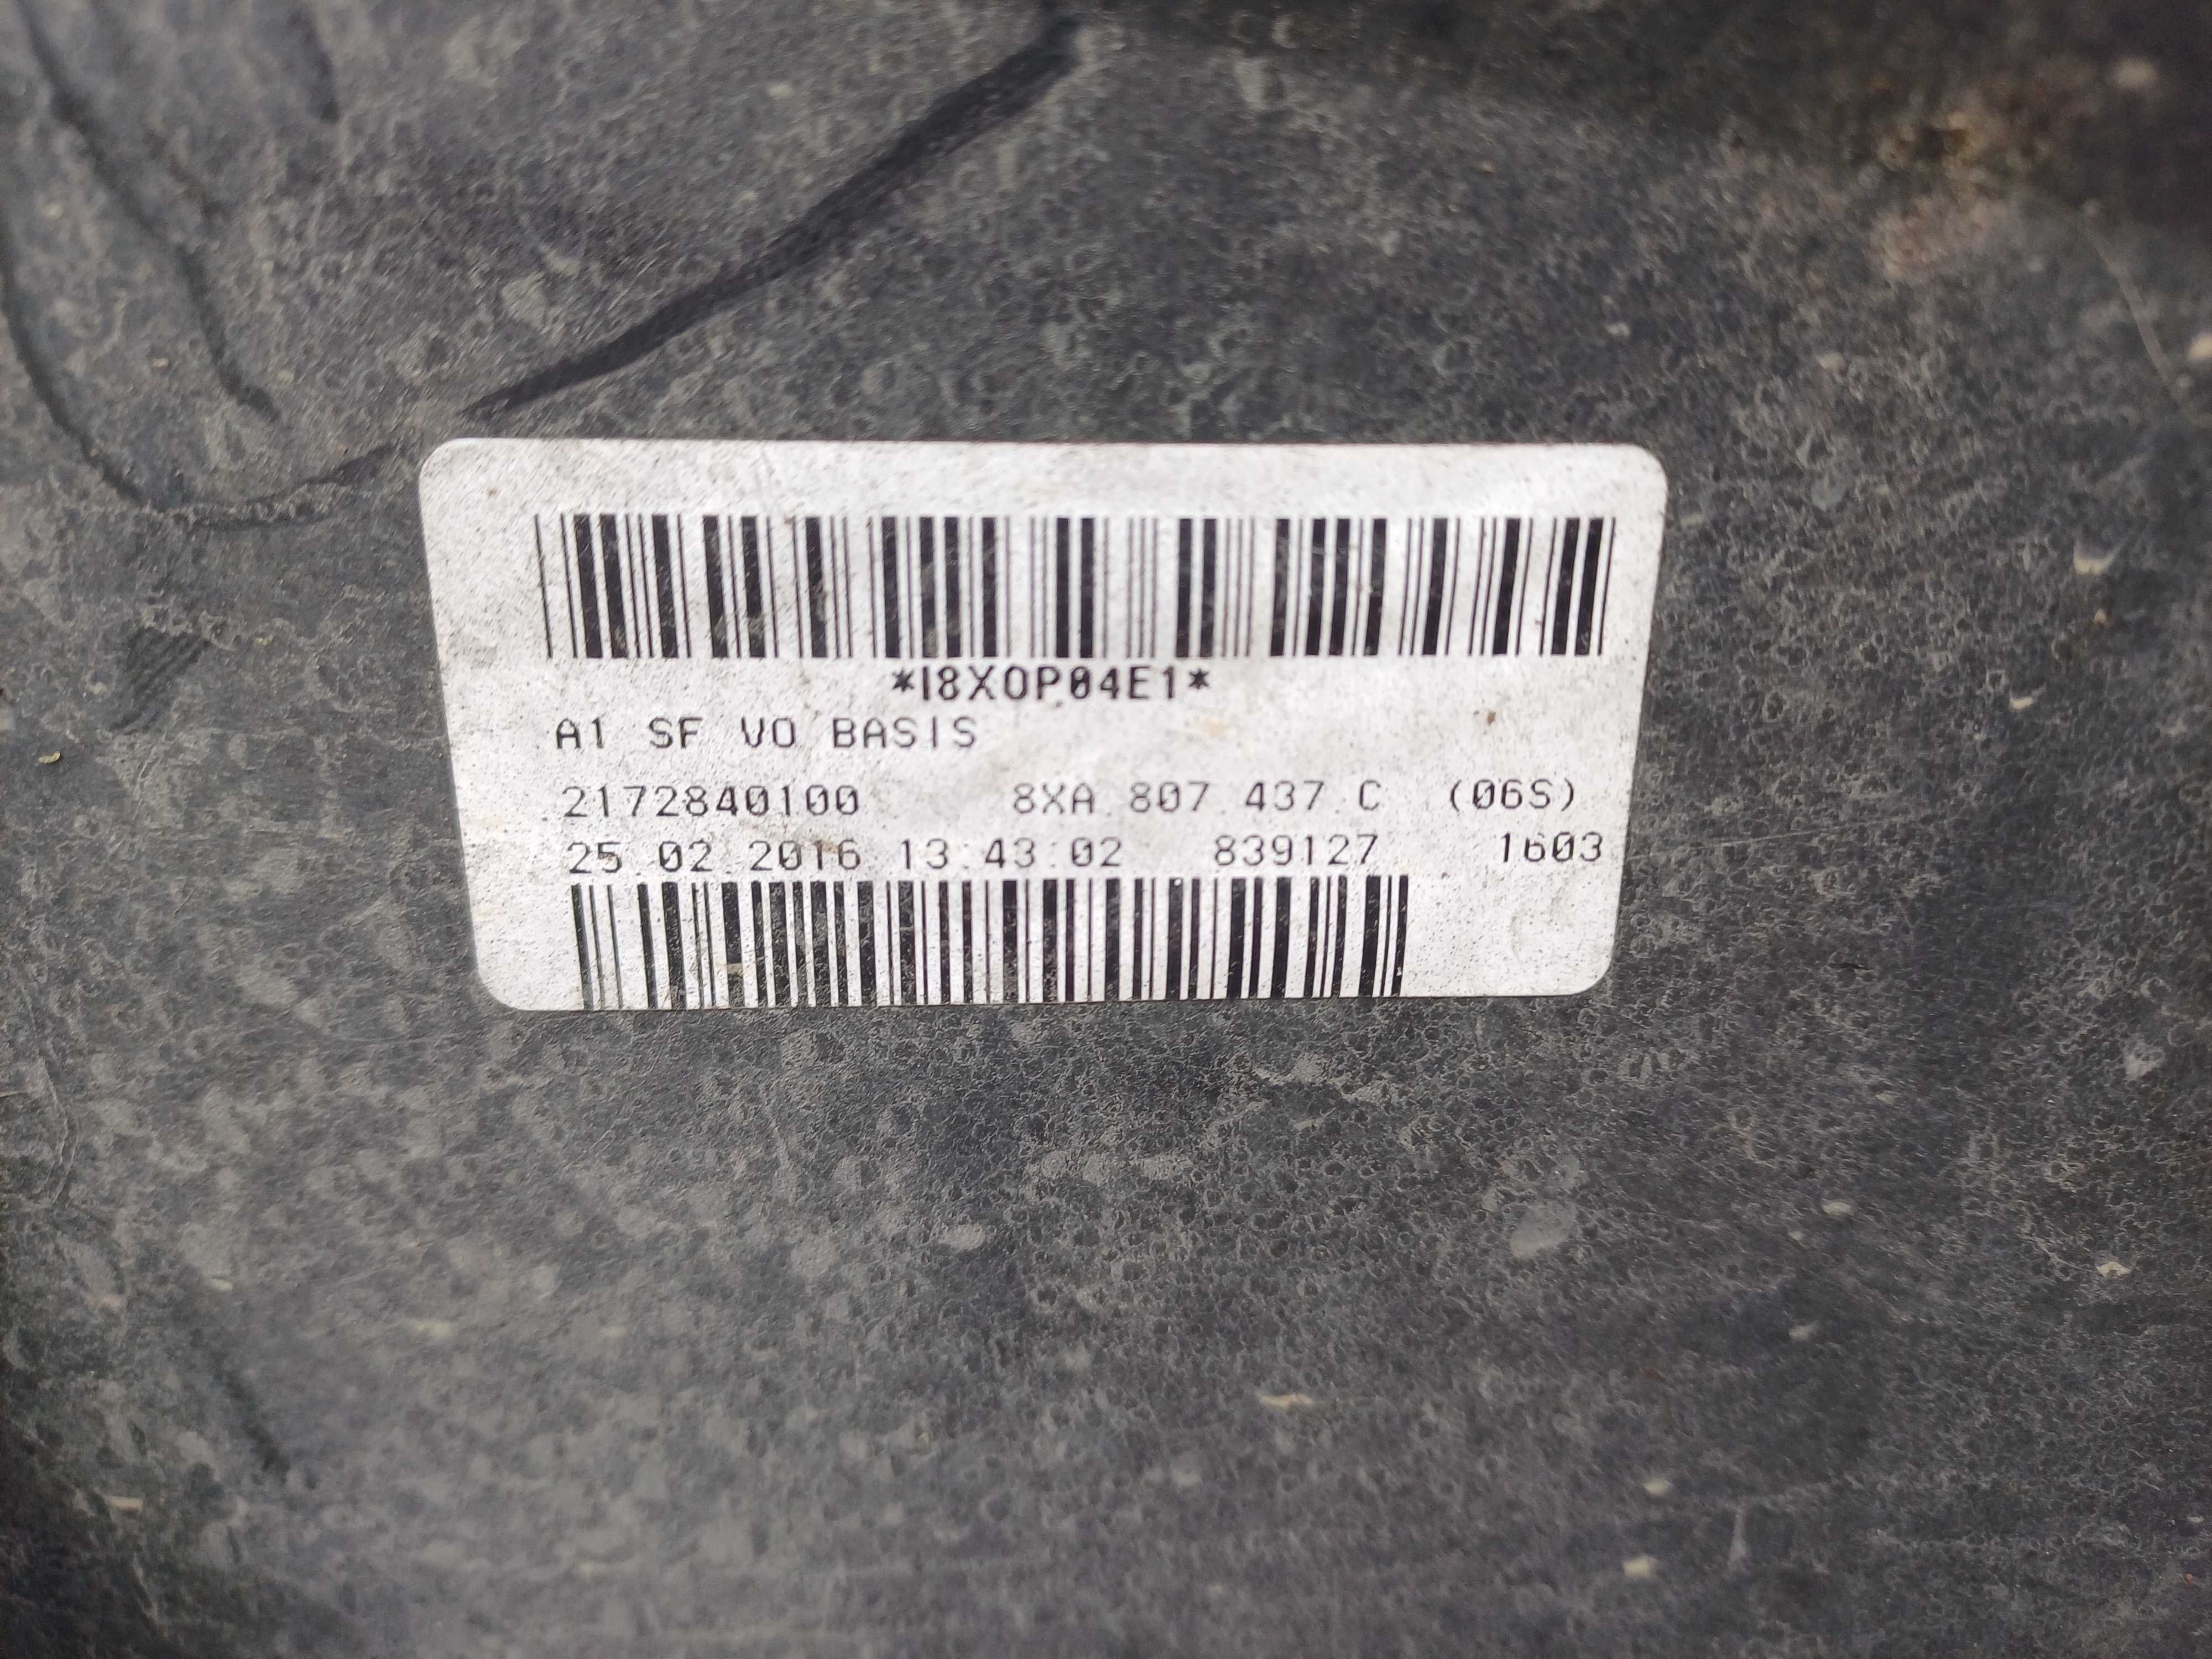 *I8X0P04E1*
A1 SF VO BASIS
2172840100 8XA.807.437.C (06S)
25.02.2016 13:43:02 839127 1603